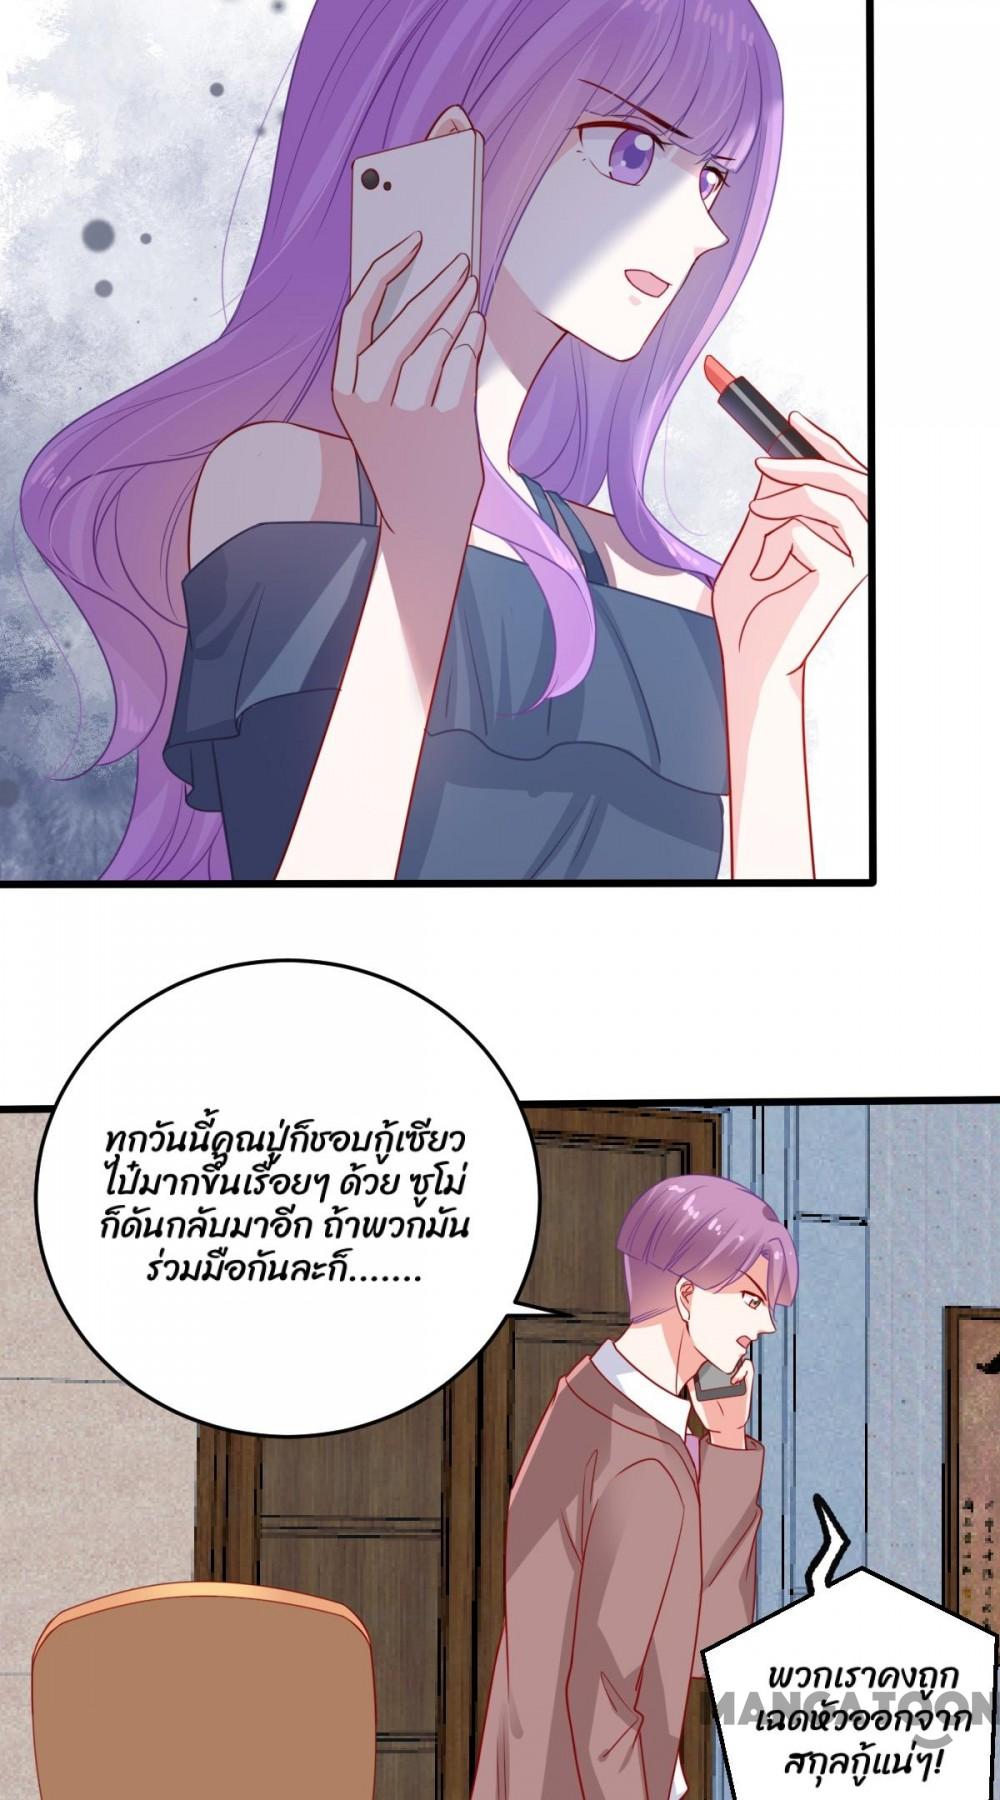 ทุกวันนี้คุณปู่ก็ชอบกู้เซียว
ไป๋มากขึ้นเรื่อยๆ ด้วย ซูโม่
ก็ดันกลับมาอีก ถ้าพวกมัน
ร่วมมือกันละก็.......
พวกเราคงถูก
MANGATOON
เฉดหัวออกจาก
สกุลกู้แน่ๆ!